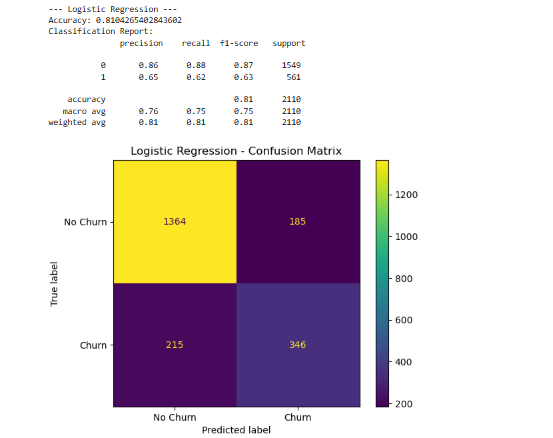 --- Logistic Regression ---
Accuracy: 0.8104265402843602
Classification Report:
precision recall f1-score support
0 0.86 0.88 0.87 1549
1 0.65 0.62 0.63 561
accuracy 0.81 2110
macro avg 0.76 0.75 0.75 2110
weighted avg 0.81 0.81 0.81 2110
Logistic Regression - Confusion Matrix
1200
No Churn 1364 185
1000
800
True label
600
Churn 215 346
400
200
No Churn Churn
Predicted label